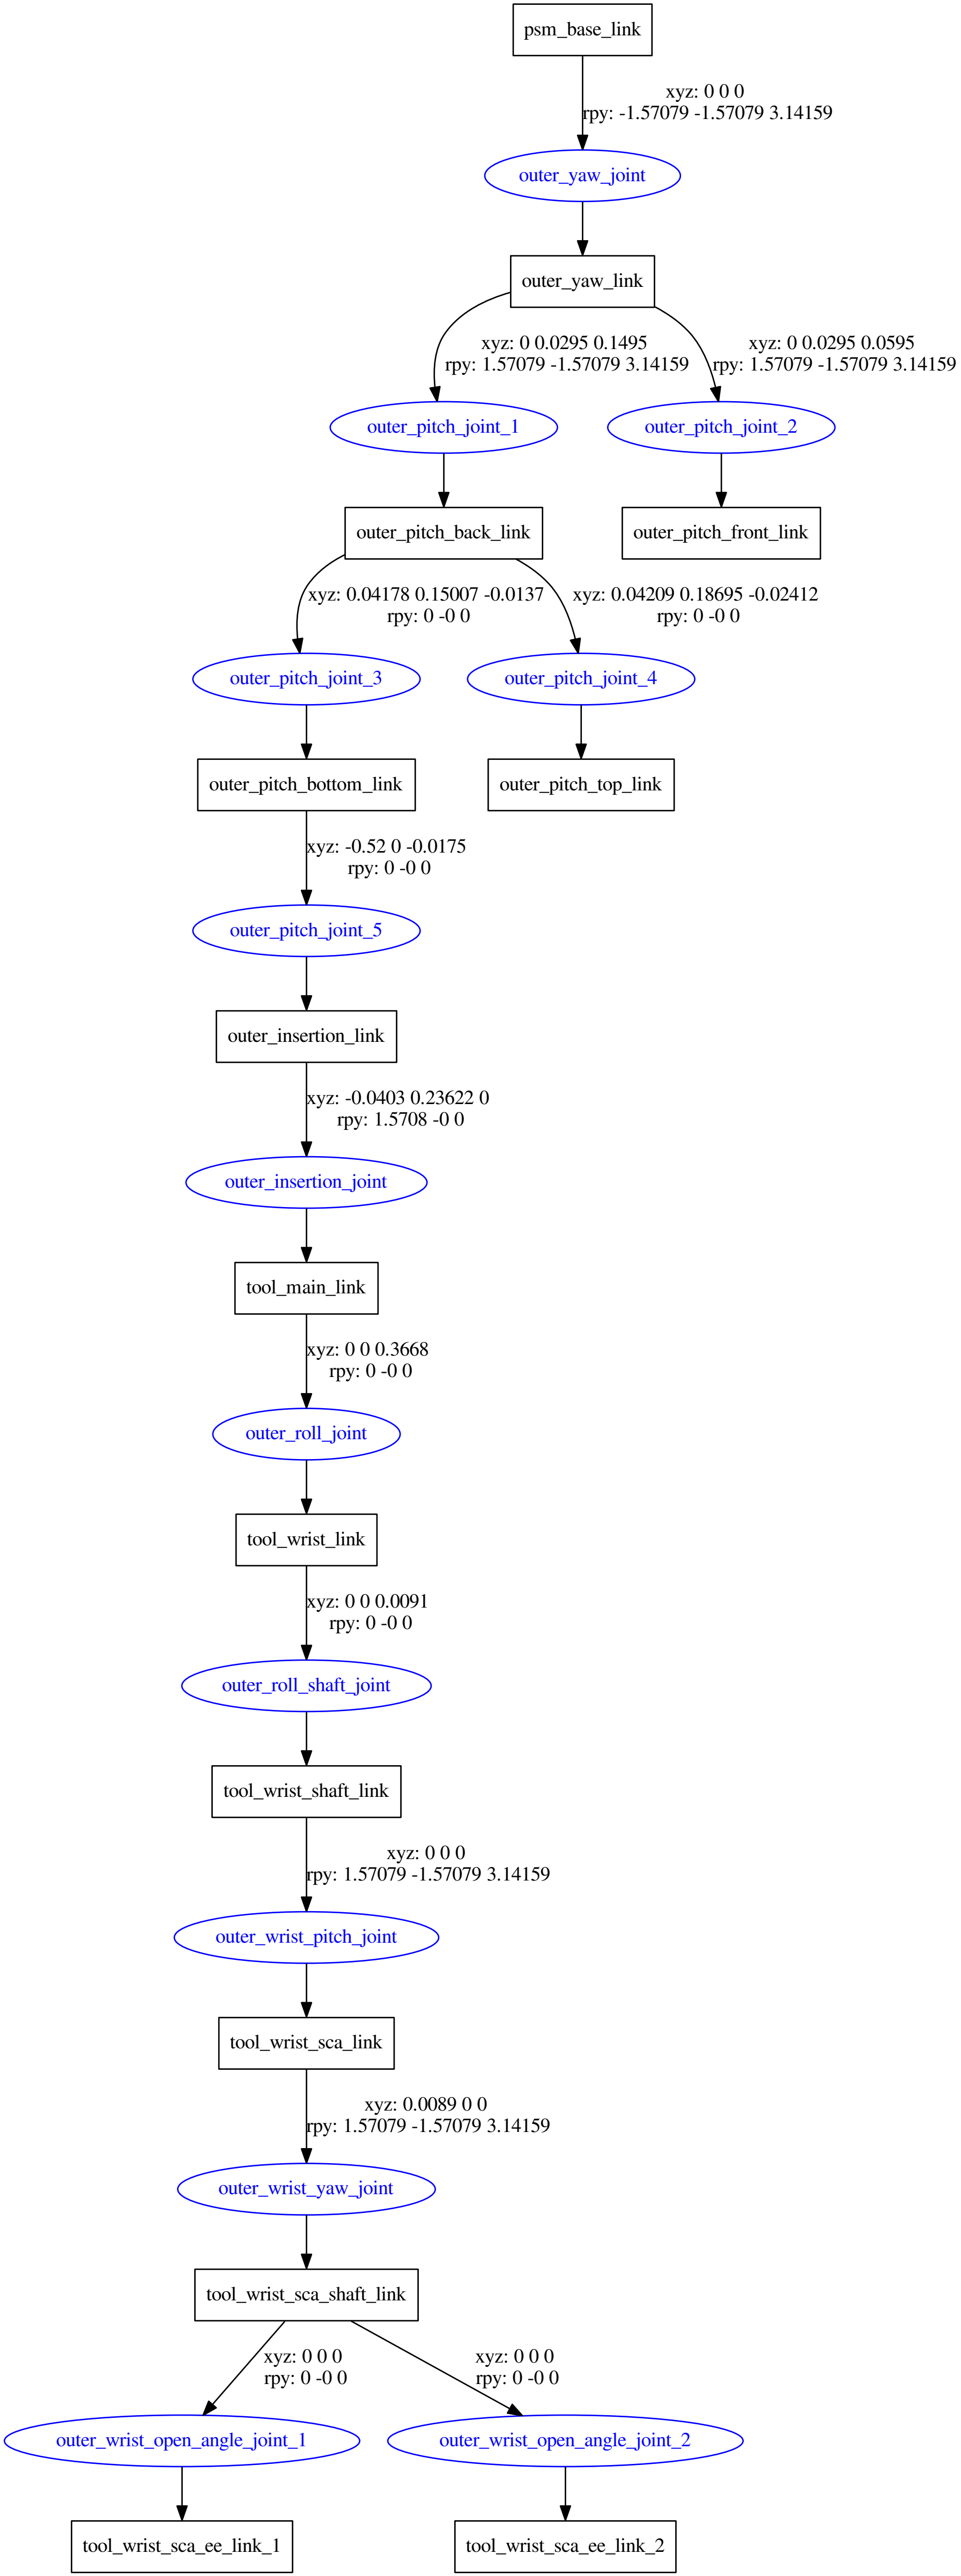 psm_base_link
xyz: 0 0 0
rpy: -1.57079 -1.57079 3.14159
outer_yaw_joint
outer_yaw_link
xyz: 0 0.0295 0.1495
rpy: 1.57079 -1.57079 3.14159
xyz: 0 0.0295 0.0595
rpy: 1.57079 -1.57079 3.14159
outer_pitch_joint_1
outer_pitch_joint_2
outer_pitch_back_link
outer_pitch_front_link
xyz: 0.04178 0.15007 -0.0137
rpy: 0 -0 0
xyz: 0.04209 0.18695 -0.02412
rpy: 0 -0 0
outer_pitch_joint_3
outer_pitch_joint_4
outer_pitch_bottom_link
outer_pitch_top_link
xyz: -0.52 0 -0.0175
rpy: 0 -0 0
outer_pitch_joint_5
outer_insertion_link
xyz: -0.0403 0.23622 0
rpy: 1.5708 -0 0
outer_insertion_joint
tool_main_link
xyz: 0 0 0.3668
rpy: 0 -0 0
outer_roll_joint
tool_wrist_link
xyz: 0 0 0.0091
rpy: 0 -0 0
outer_roll_shaft_joint
tool_wrist_shaft_link
xyz: 0 0 0
rpy: 1.57079 -1.57079 3.14159
outer_wrist_pitch_joint
tool_wrist_sca_link
xyz: 0.0089 0 0
rpy: 1.57079 -1.57079 3.14159
outer_wrist_yaw_joint
tool_wrist_sca_shaft_link
xyz: 0 0 0
rpy: 0 -0 0
xyz: 0 0 0
rpy: 0 -0 0
outer_wrist_open_angle_joint_1
outer_wrist_open_angle_joint_2
tool_wrist_sca_ee_link_1
tool_wrist_sca_ee_link_2